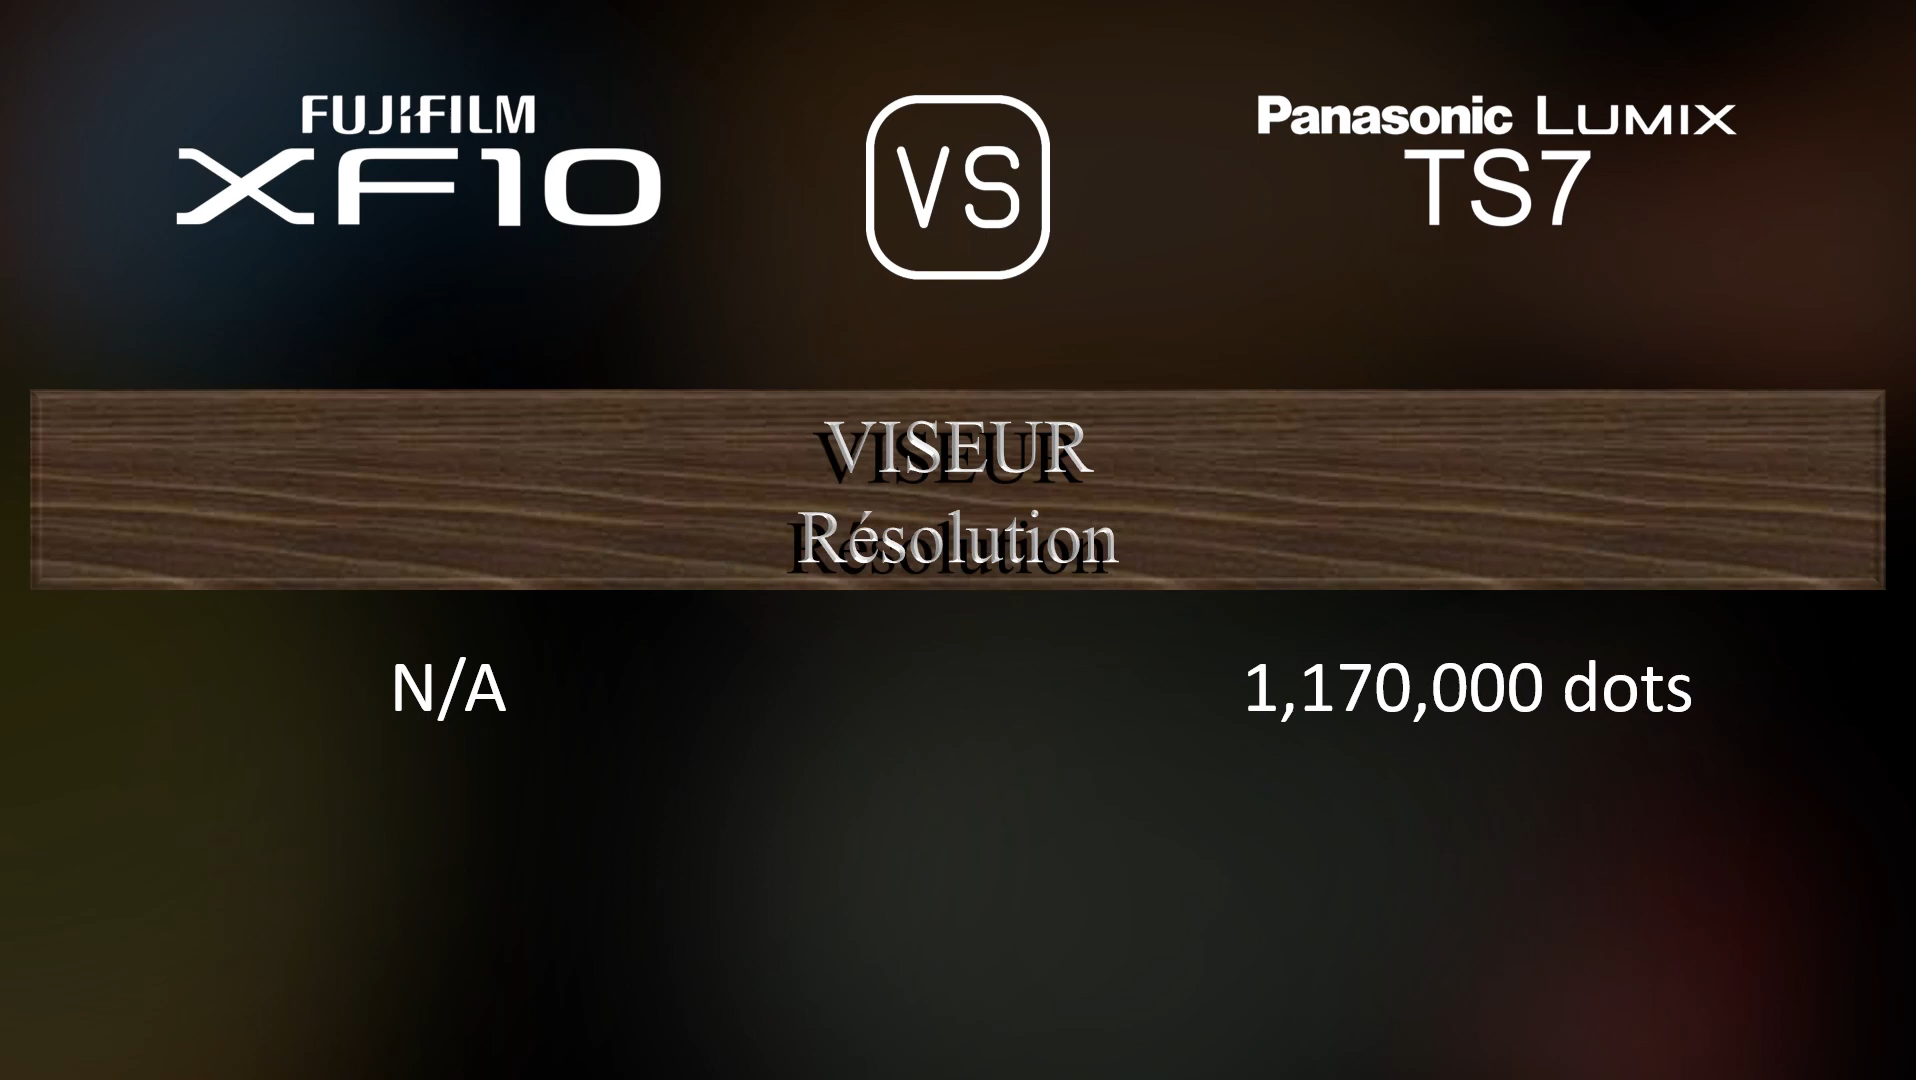 FUJIFILM
XF10
VS
Panasonic LUMIX
TS7
VISEUR
Résolution
N/A
1,170,000 dots